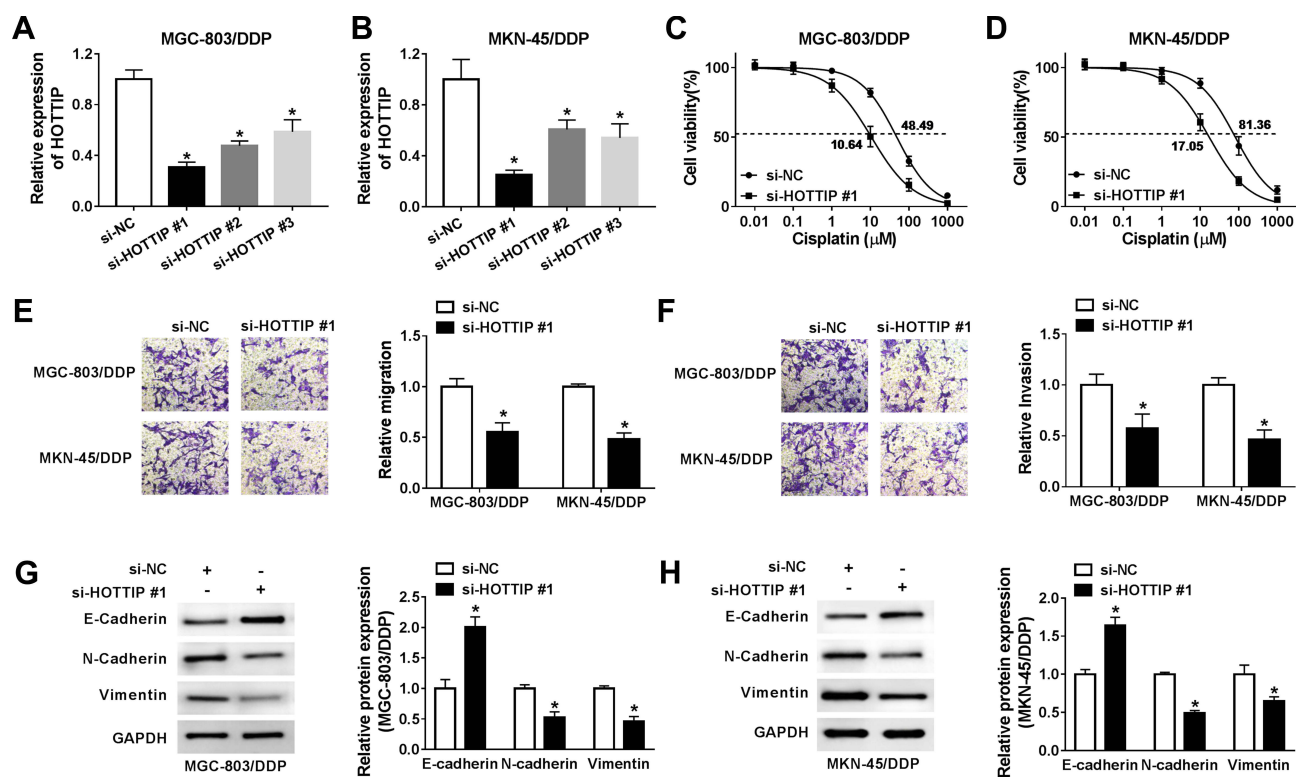 A
MGC-803/DDP
Relative expression
of HOTTIP
1.2
0.8
0.4
0.0
si-NC
si-HOTTIP #1
si-HOTTIP #2
si-HOTTIP #3
*
*
*
B
MKN-45/DDP
Relative expression
of HOTTIP
1.2
0.8
0.4
0.0
si-NC
si-HOTTIP #1
si-HOTTIP #2
si-HOTTIP #3
*
*
*
C
MGC-803/DDP
Cell viability(%)
100
50
0
48.49
10.64
si-NC
si-HOTTIP #1
0.01 0.1 1 10 100 1000
Cisplatin (μM)
D
MKN-45/DDP
Cell viability(%)
100
50
0
81.36
17.05
si-NC
si-HOTTIP #1
0.01 0.1 1 10 100 1000
Cisplatin (μM)
E
si-NC si-HOTTIP #1
MGC-803/DDP
MKN-45/DDP
si-NC
si-HOTTIP #1
Relative migration
1.5
1.0
0.5
0.0
*
*
MGC-803/DDP MKN-45/DDP
F
si-NC si-HOTTIP #1
MGC-803/DDP
MKN-45/DDP
si-NC
si-HOTTIP #1
Relative Invasion
1.5
1.0
0.5
0.0
*
*
MGC-803/DDP MKN-45/DDP
G
si-NC + -
si-HOTTIP #1 - +
E-Cadherin
N-Cadherin
Vimentin
GAPDH
MGC-803/DDP
si-NC
si-HOTTIP #1
Relative protein expression
(MGC-803/DDP)
2.5
2.0
1.5
1.0
0.5
0.0
*
*
*
E-cadherin N-cadherin Vimentin
H
si-NC + -
si-HOTTIP #1 - +
E-Cadherin
N-Cadherin
Vimentin
GAPDH
MKN-45/DDP
si-NC
si-HOTTIP #1
Relative protein expression
(MKN-45/DDP)
2.0
1.5
1.0
0.5
0.0
*
*
*
E-cadherin N-cadherin Vimentin